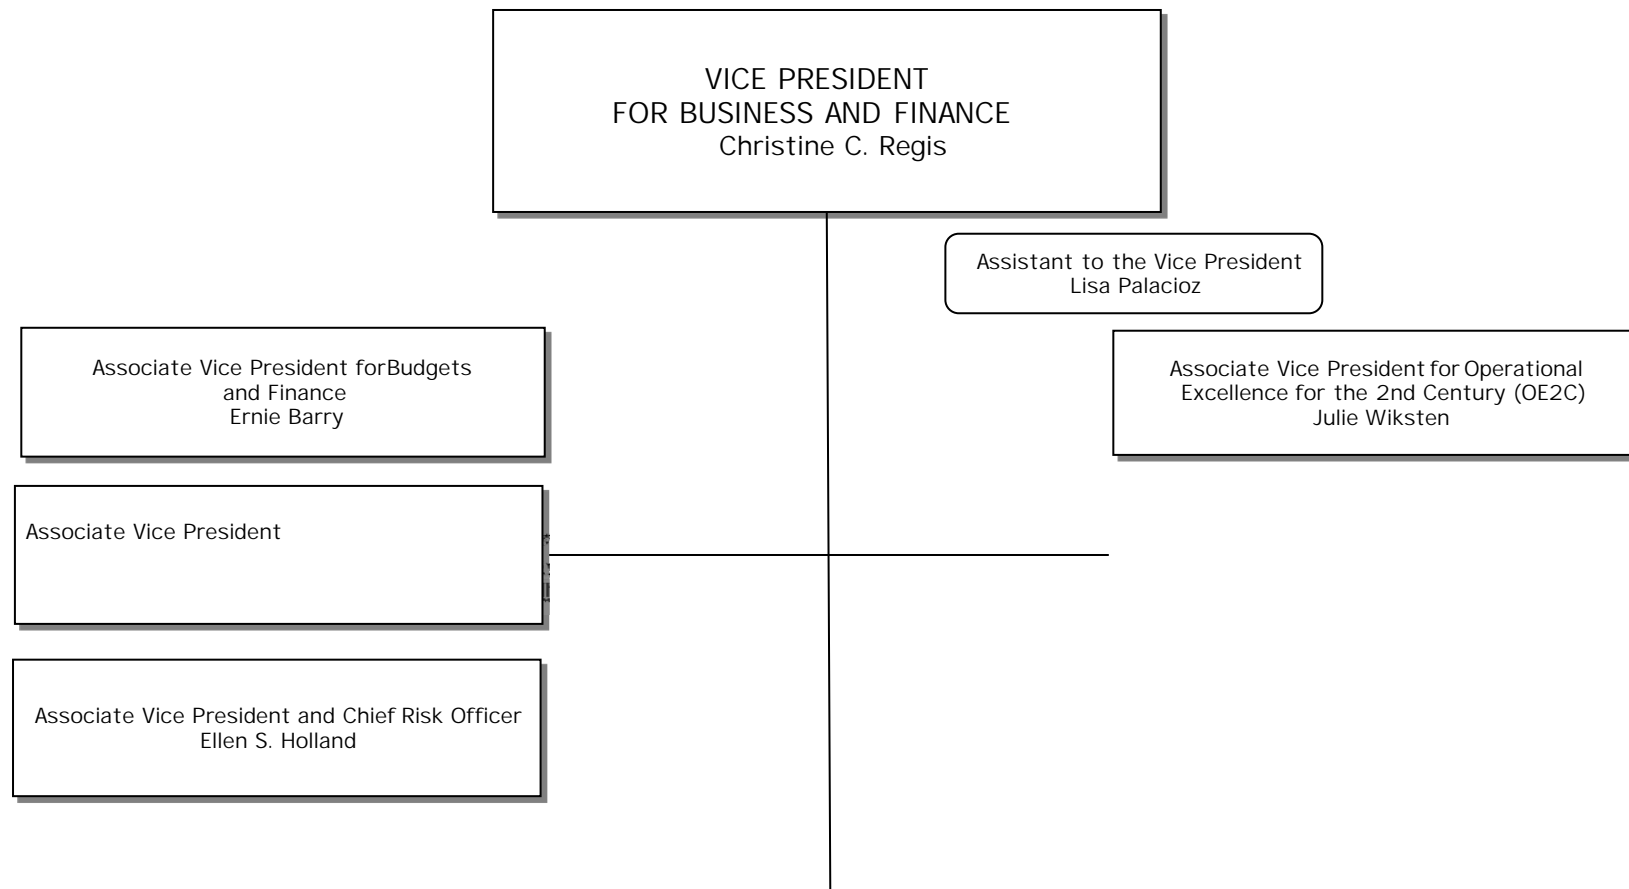 VICE PRESIDENT
FOR BUSINESS AND FINANCE
Christine C. Regis
Assistant to the Vice President
Lisa Palacioz
Associate Vice President for Budgets
and Finance
Ernie Barry
Associate Vice President for Operational
Excellence for the 2nd Century (OE2C)
Julie Wiksten
Associate Vice President
Associate Vice President and Chief Risk Officer
Ellen S. Holland